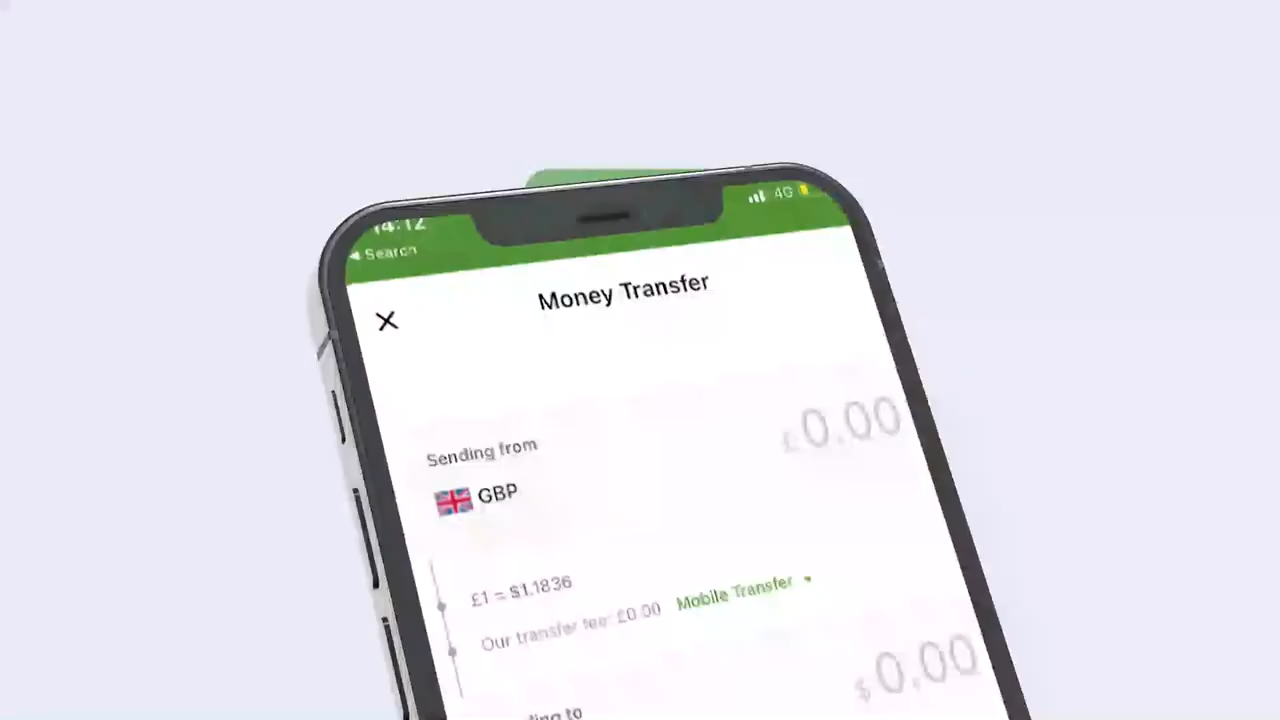 14:12
4G
Search
Money Transfer
£0.00
Sending from
GBP
£1 = $1.1836
Our transfer fee: £0.00 Mobile Transfer
$0.00
to